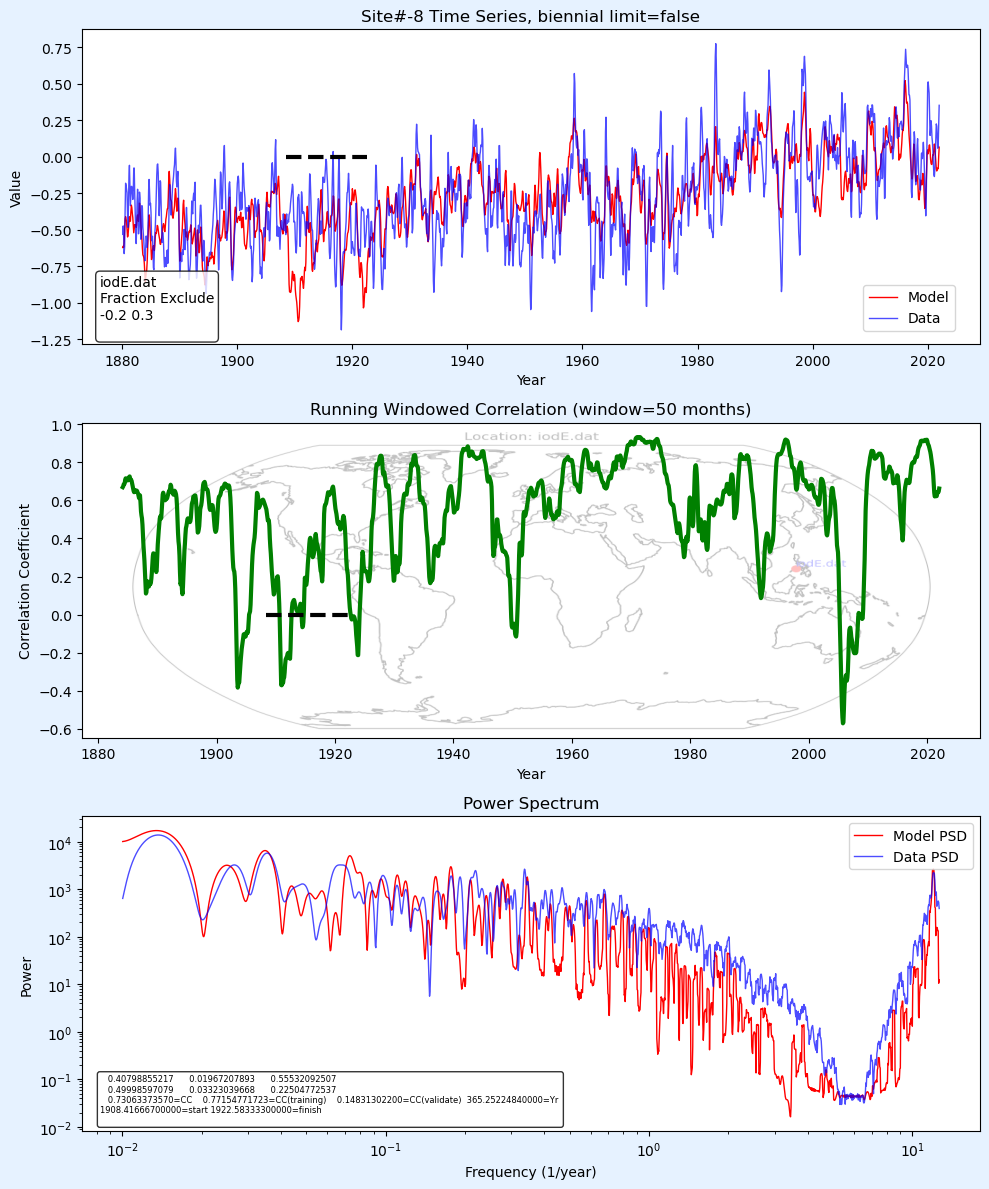 Site#-8 Time Series, biennial limit=false
Value
0.75
0.50
0.25
0.00
−0.25
−0.50
−0.75
−1.00
−1.25
iodE.dat
Fraction Exclude
-0.2 0.3
Model
Data
1880 1900 1920 1940 1960 1980 2000 2020
Year
Running Windowed Correlation (window=50 months)
Location: iodE.dat
Correlation Coefficient
1.0
0.8
0.6
0.4
0.2
0.0
−0.2
−0.4
−0.6
iodE.dat
1880 1900 1920 1940 1960 1980 2000 2020
Year
Power Spectrum
Power
10⁴
10³
10²
10¹
10⁰
10⁻¹
10⁻²
Model PSD
Data PSD
0.40798855217 0.01967207893 0.55532092507
0.49998597079 0.03323039668 0.22504772537
0.73063373570=CC 0.77154771723=CC(training) 0.14831302200=CC(validate) 365.25224840000=Yr
1908.41666700000=start 1922.58333300000=finish
10⁻² 10⁻¹ 10⁰ 10¹
Frequency (1/year)